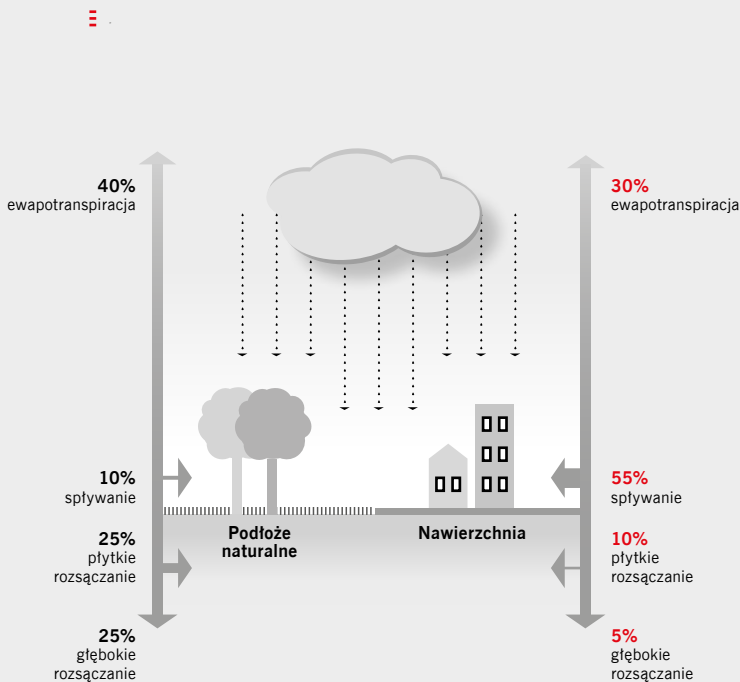 40%
ewapotranspiracja
10%
spływanie
25%
płytkie
rozsączanie
25%
głębokie
rozsączanie
Podłoże
naturalne
Nawierzchnia
30%
ewapotranspiracja
55%
spływanie
10%
płytkie
rozsączanie
5%
głębokie
rozsączanie